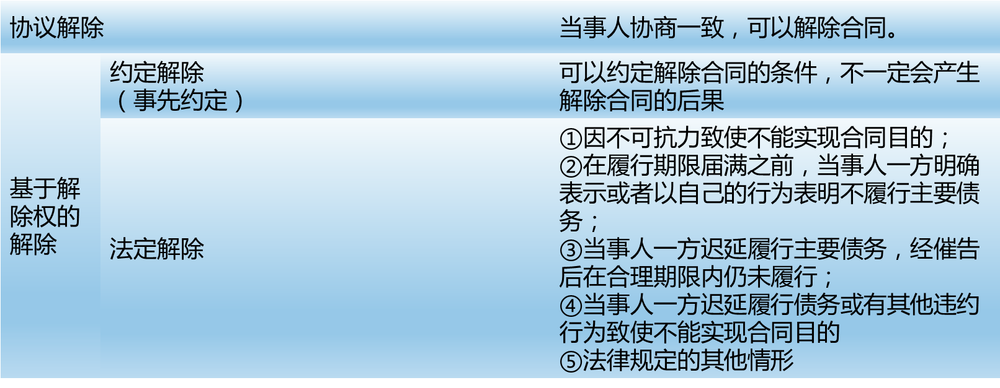 协议解除
当事人协商一致，可以解除合同。
基于解
除权的
解除
约定解除
（事先约定）
可以约定解除合同的条件，不一定会产生
解除合同的后果
法定解除
①因不可抗力致使不能实现合同目的；
②在履行期限届满之前，当事人一方明确
表示或者以自己的行为表明不履行主要债
务；
③当事人一方迟延履行主要债务，经催告
后在合理期限内仍未履行；
④当事人一方迟延履行债务或有其他违约
行为致使不能实现合同目的
⑤法律规定的其他情形